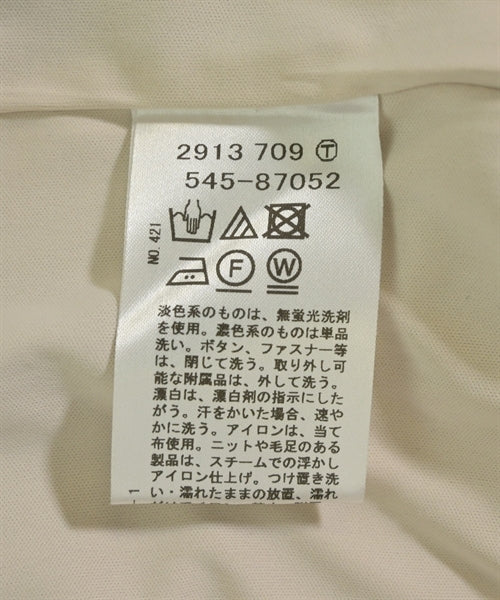 2913 709 Ⓣ
545-87052
NO.421
F W
淡色系のものは、無蛍光洗剤
を使用。濃色系のものは単品
洗い。ボタン、ファスナー等
は、閉じて洗う。取り外し可
能な附属品は、外して洗う。
漂白は、漂白剤の指示にした
がう。汗をかいた場合、速や
かに洗う。アイロンは、当て
布使用。ニットや毛足のある
製品は、スチームでの浮かし
アイロン仕上げ。つけ置き洗
い・濡れたままの放置、濡れ